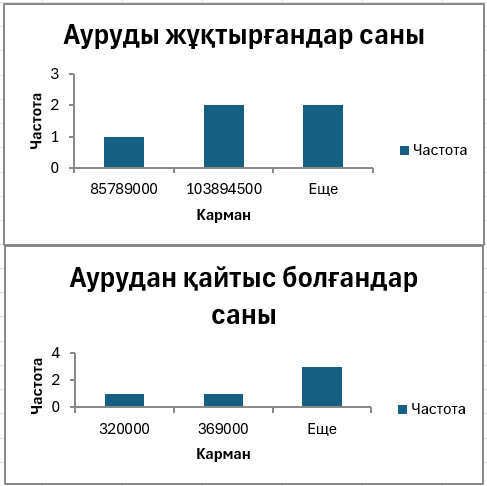 Ауруды жұқтырғандар саны
3
2
1
0
Частота
85789000 103894500 Еще
Карман
Частота
Аурудан қайтыс болғандар
саны
4
2
0
Частота
320000 369000 Еще
Карман
Частота